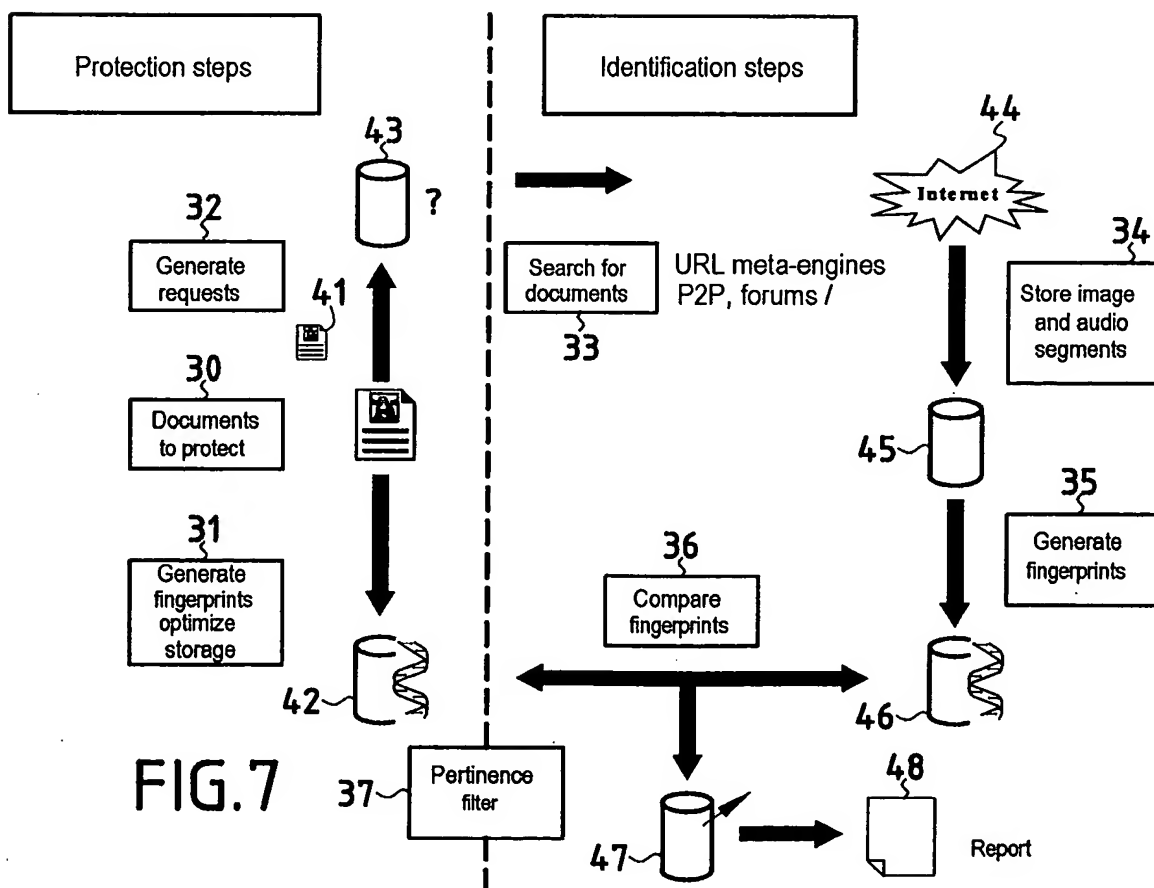 Protection steps
Identification steps
43
?
44
Internet
32
Generate
requests
41
Search for
documents
33
URL meta-engines
P2P, forums /
34
Store image
and audio
segments
30
Documents
to protect
45
31
Generate
fingerprints
optimize
storage
42
36
Compare
fingerprints
35
Generate
fingerprints
46
FIG.7
37
Pertinence
filter
47
48
Report